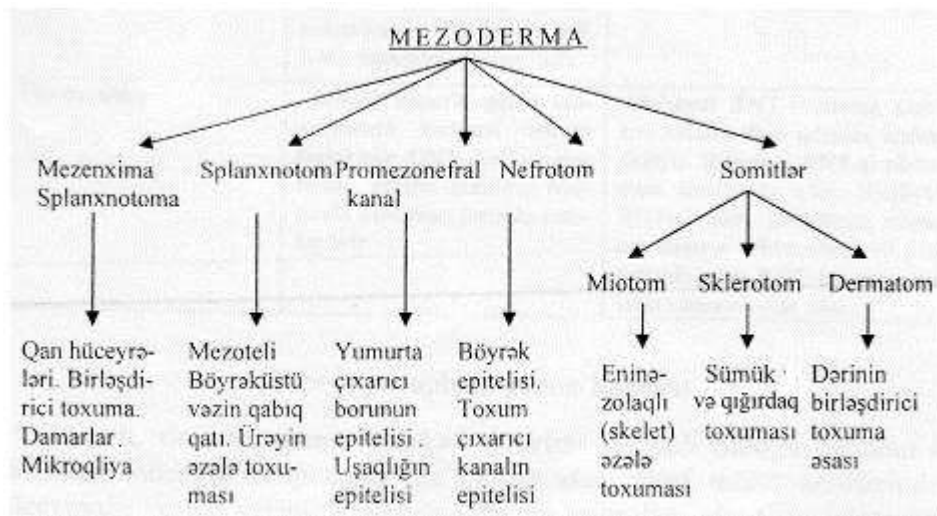 MEZODERMA
Mezenxima
Splanxnotoma
Splanxnotom
Promezonefral
kanal
Nefrotom
Somitlər
Miotom
Sklerotom
Dermatom
Qan hüceyrə-
ləri. Birləşdi-
rici toxuma.
Damarlar.
Mikroqliya
Mezoteli
Böyrəküstü
vəzin qabıq
qatı. Ürəyin
əzələ toxu-
ması
Yumurta
çıxarıcı
borunun
epitelisi
Uşaqlığın
epitelisi
Böyrək
epitelisi.
Toxum
çıxarıcı
kanalın
epitelisi
Eninə-
zolaqlı
(skelet)
əzələ
toxuması
Sümük
və qığırdaq
toxuması
Dərinin
birləşdirici
toxuma
əsası